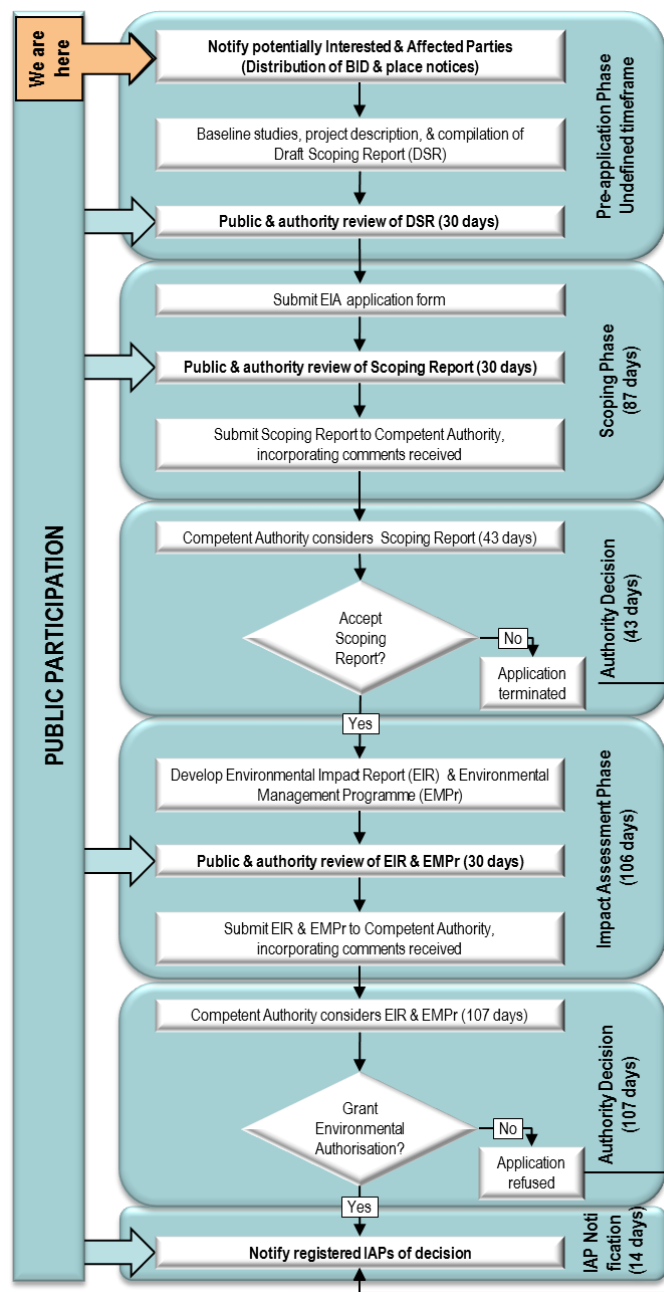 We are
here
PUBLIC PARTICIPATION
Notify potentially Interested & Affected Parties
(Distribution of BID & place notices)
Baseline studies, project description, & compilation of
Draft Scoping Report (DSR)
Public & authority review of DSR (30 days)
Pre-application Phase
Undefined timeframe
Submit EIA application form
Public & authority review of Scoping Report (30 days)
Submit Scoping Report to Competent Authority,
incorporating comments received
Scoping Phase
(87 days)
Competent Authority considers Scoping Report (43 days)
Accept
Scoping
Report?
No
Application
terminated
Yes
Authority Decision
(43 days)
Develop Environmental Impact Report (EIR) & Environmental
Management Programme (EMPr)
Public & authority review of EIR & EMPr (30 days)
Submit EIR & EMPr to Competent Authority,
incorporating comments received
Impact Assessment Phase
(106 days)
Competent Authority considers EIR & EMPr (107 days)
Grant
Environmental
Authorisation?
No
Application
refused
Yes
Authority Decision
(107 days)
Notify registered IAPs of decision
IAP Noti
fication
(14 days)